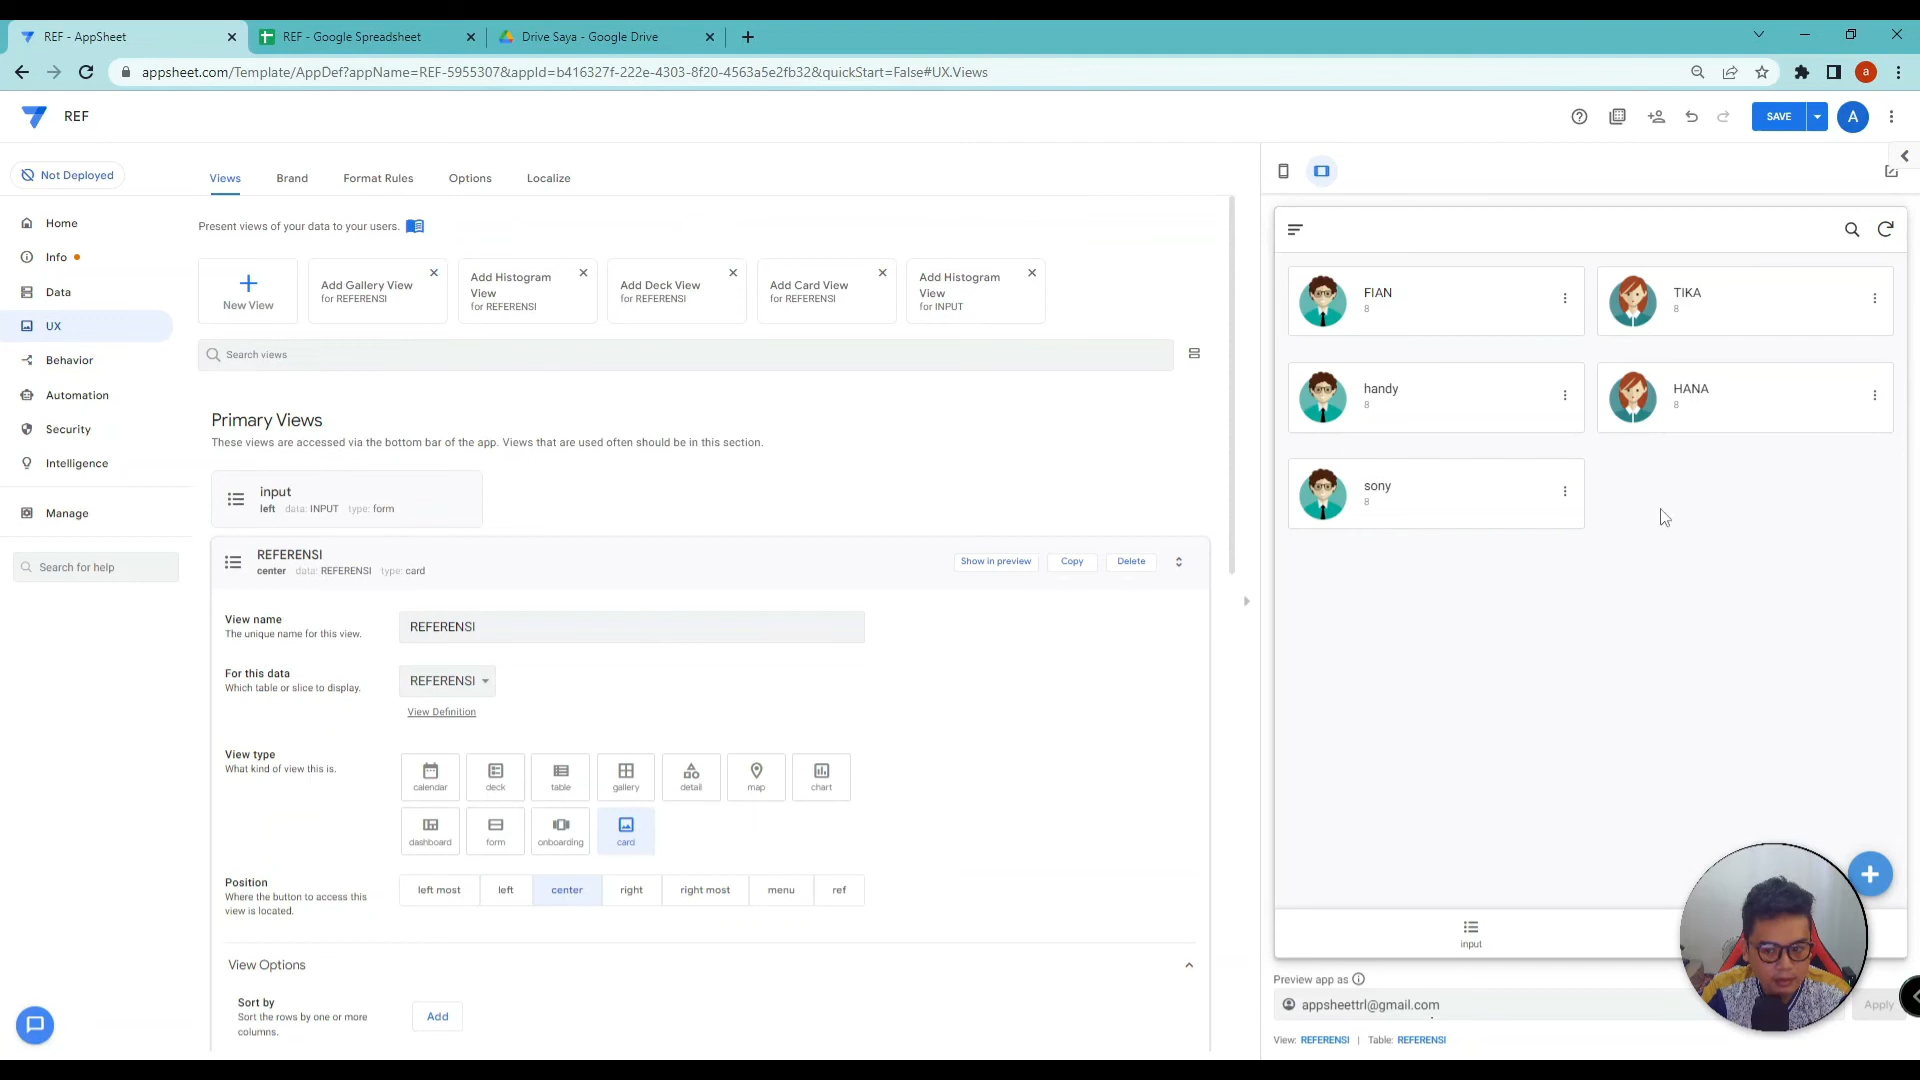 REF - AppSheet
REF - Google Spreadsheet
Drive Saya - Google Drive
appsheet.com/Template/AppDef?appName=REF-5955307&appId=b416327f-222e-4303-8f20-4563a5e2fb32&quickStart=False#UX.Views
a
REF
SAVE
A
Not Deployed
Home
Info
Data
UX
Behavior
Automation
Security
Intelligence
Manage
Search for help
Views
Brand
Format Rules
Options
Localize
Present views of your data to your users.
New View
Add Gallery View
for REFERENSI
Add Histogram
View
for REFERENSI
Add Deck View
for REFERENSI
Add Card View
for REFERENSI
Add Histogram
View
for INPUT
Search views
Primary Views
These views are accessed via the bottom bar of the app. Views that are used often should be in this section.
input
left data: INPUT type: form
REFERENSI
center data: REFERENSI type: card
Show in preview
Copy
Delete
View name
The unique name for this view.
REFERENSI
For this data
Which table or slice to display.
REFERENSI
View Definition
View type
What kind of view this is.
calendar
deck
table
gallery
detail
map
chart
dashboard
form
onboarding
card
Position
Where the button to access this
view is located.
left most
left
center
right
right most
menu
ref
View Options
Sort by
Sort the rows by one or more
columns.
Add
FIAN
8
TIKA
8
handy
8
HANA
8
sony
8
input
Preview app as
appsheettrl@gmail.com
Apply
View: REFERENSI | Table: REFERENSI